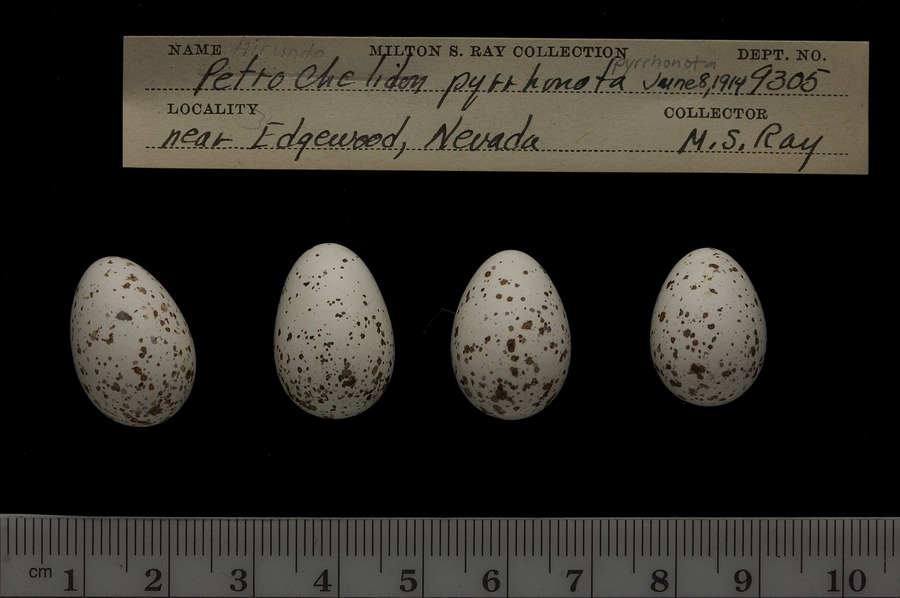 NAME Hirundo MILTON S. RAY COLLECTION pyrrhonota DEPT. NO.
Petrochelidon pyrrhonota June 8, 1914 9305
LOCALITY COLLECTOR
near Edgewood, Nevada M. S. Ray
cm 1 2 3 4 5 6 7 8 9 10